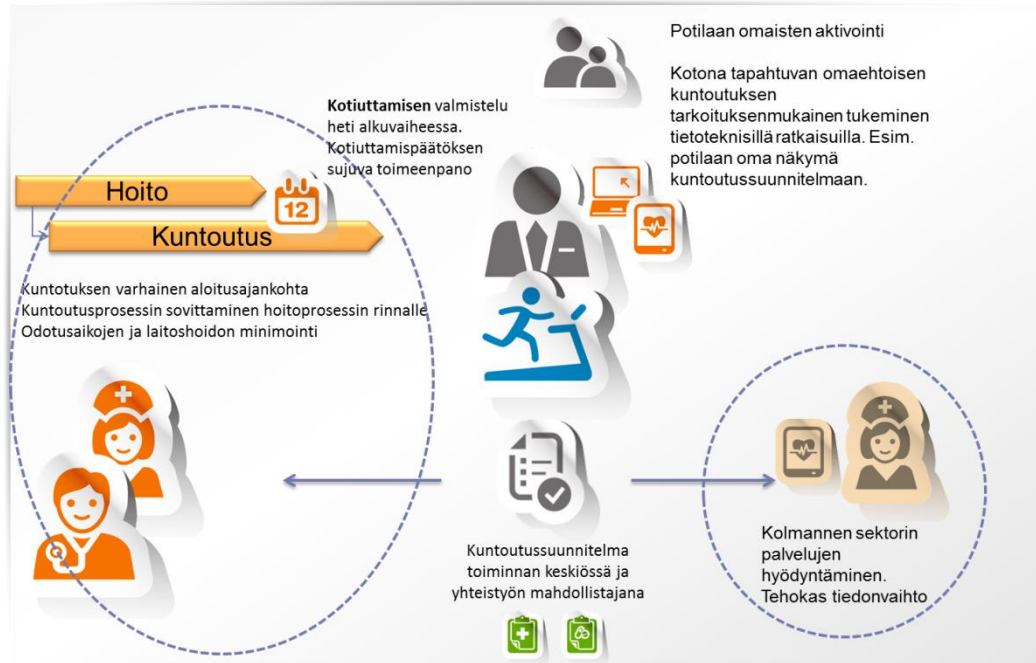 Potilaan omaisten aktivointi
Kotona tapahtuvan omaehtoisen
kuntoutuksen
tarkoituksenmukainen tukeminen
tietoteknisillä ratkaisuilla. Esim.
potilaan oma näkymä
kuntoutussuunnitelmaan.
Kotiuttamisen valmistelu
heti alkuvaiheessa.
Kotiuttamispäätöksen
sujuva toimeenpano
Hoito
12
Kuntoutus
Kuntotuksen varhainen aloitusajankohta
Kuntoutusprosessin sovittaminen hoitoprosessin rinnalle
Odotusaikojen ja laitoshoidon minimointi
Kuntoutussuunnitelma
toiminnan keskiössä ja
yhteistyön mahdollistajana
Kolmannen sektorin
palvelujen
hyödyntäminen.
Tehokas tiedonvaihto